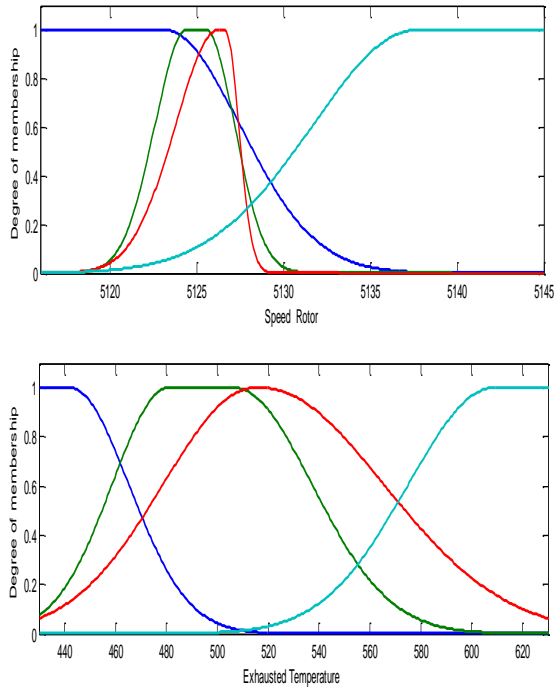 1
0.8
0.6
0.4
0.2
0
Degree of membership
5120 5125 5130 5135 5140 5145
Speed Rotor
1
0.8
0.6
0.4
0.2
0
Degree of membership
440 460 480 500 520 540 560 580 600 620
Exhausted Temperature